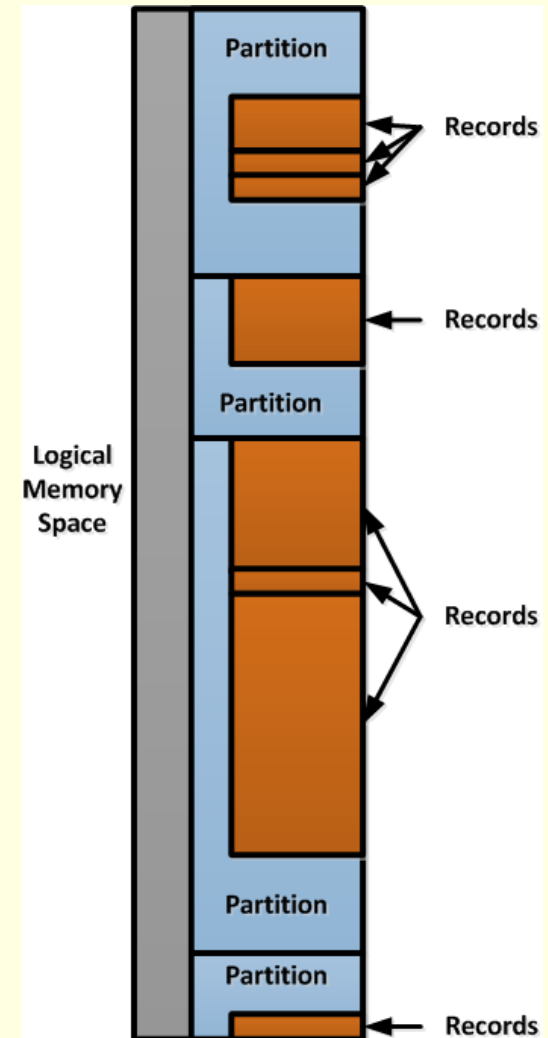 Partition
Records
Records
Partition
Logical
Memory
Space
Records
Partition
Partition
Records